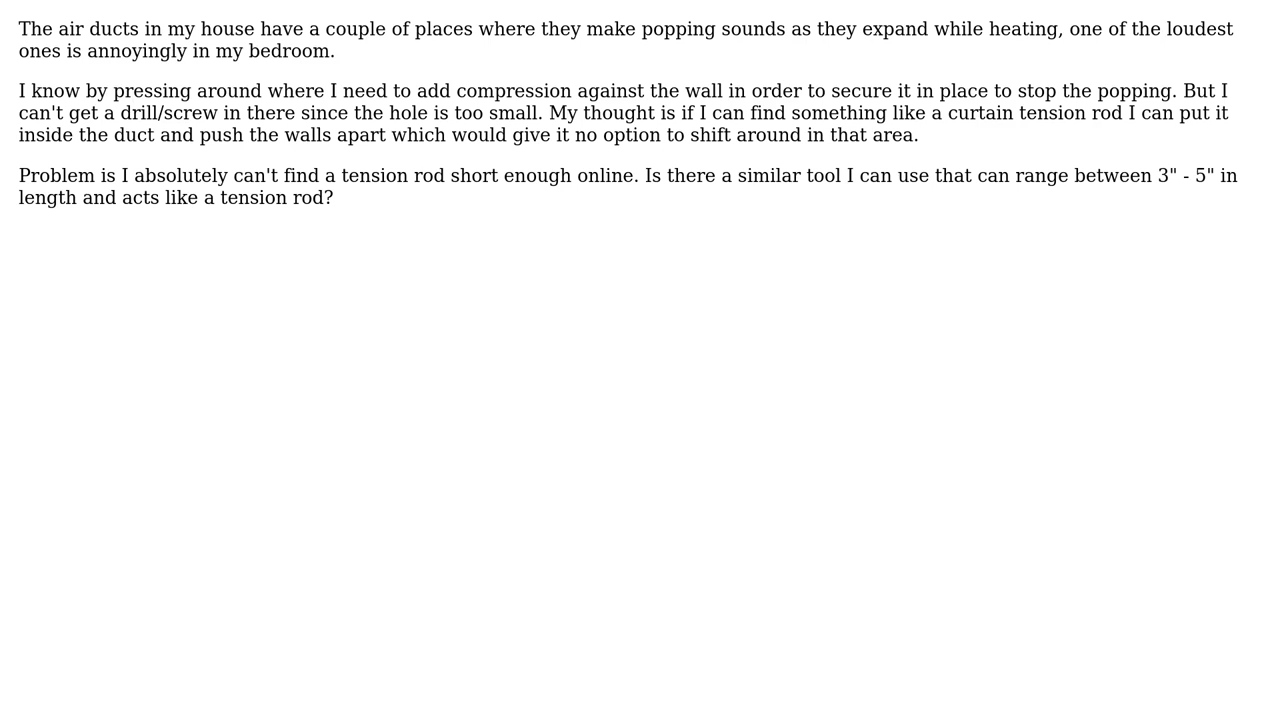 The air ducts in my house have a couple of places where they make popping sounds as they expand while heating, one of the loudest
ones is annoyingly in my bedroom.
I know by pressing around where I need to add compression against the wall in order to secure it in place to stop the popping. But I
can't get a drill/screw in there since the hole is too small. My thought is if I can find something like a curtain tension rod I can put it
inside the duct and push the walls apart which would give it no option to shift around in that area.
Problem is I absolutely can't find a tension rod short enough online. Is there a similar tool I can use that can range between 3" - 5" in
length and acts like a tension rod?